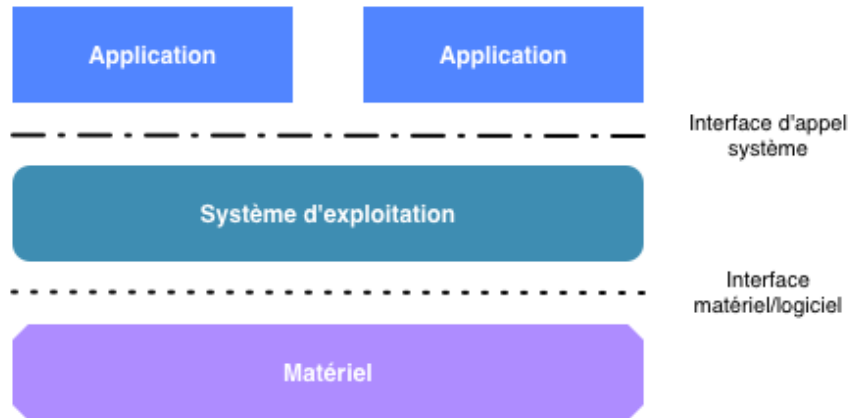 Application
Application
Interface d'appel
système
Système d'exploitation
Interface
matériel/logiciel
Matériel